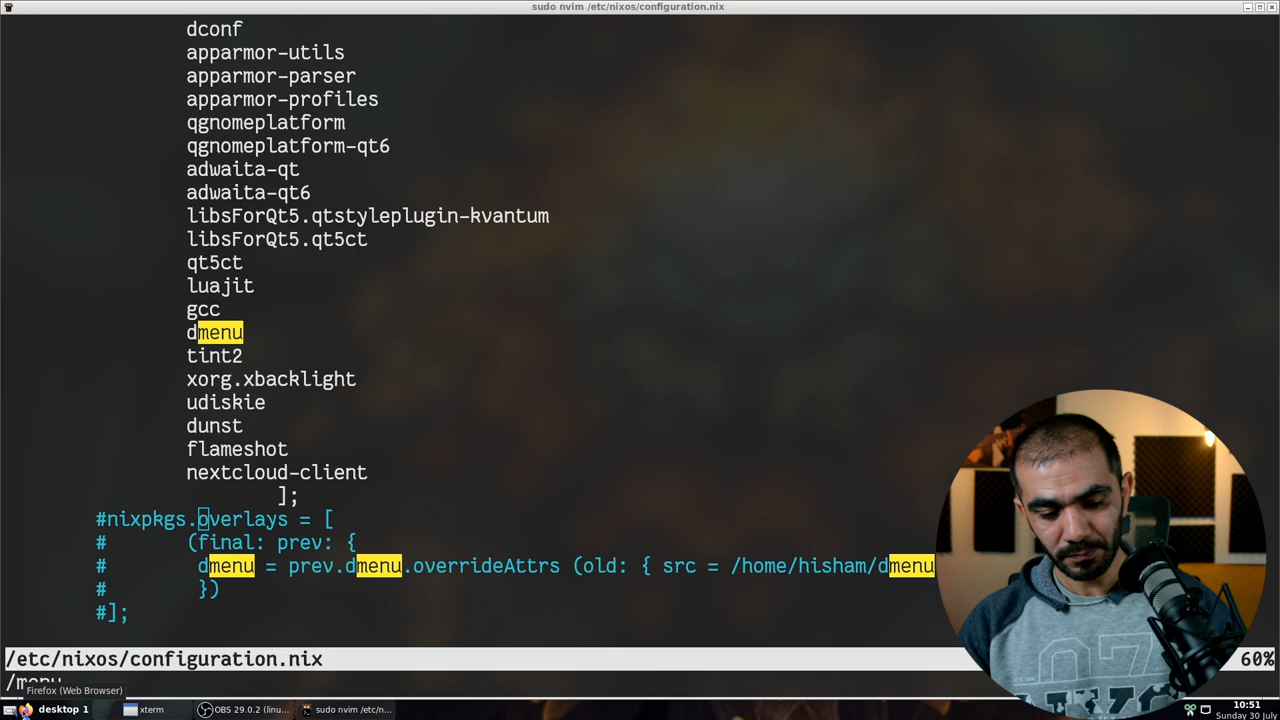 sudo nvim /etc/nixos/configuration.nix
dconf
apparmor-utils
apparmor-parser
apparmor-profiles
qgnomeplatform
qgnomeplatform-qt6
adwaita-qt
adwaita-qt6
libsForQt5.qtstyleplugin-kvantum
libsForQt5.qt5ct
qt5ct
luajit
gcc
dmenu
tint2
xorg.xbacklight
udiskie
dunst
flameshot
nextcloud-client
];
#nixpkgs.overlays = [
# (final: prev: {
# dmenu = prev.dmenu.overrideAttrs (old: { src = /home/hisham/dmenu
# })
#];
/etc/nixos/configuration.nix 60%
/menu
Firefox (Web Browser)
desktop 1 xterm OBS 29.0.2 (linu... sudo nvim /etc/n... 10:51
Sunday 30 July